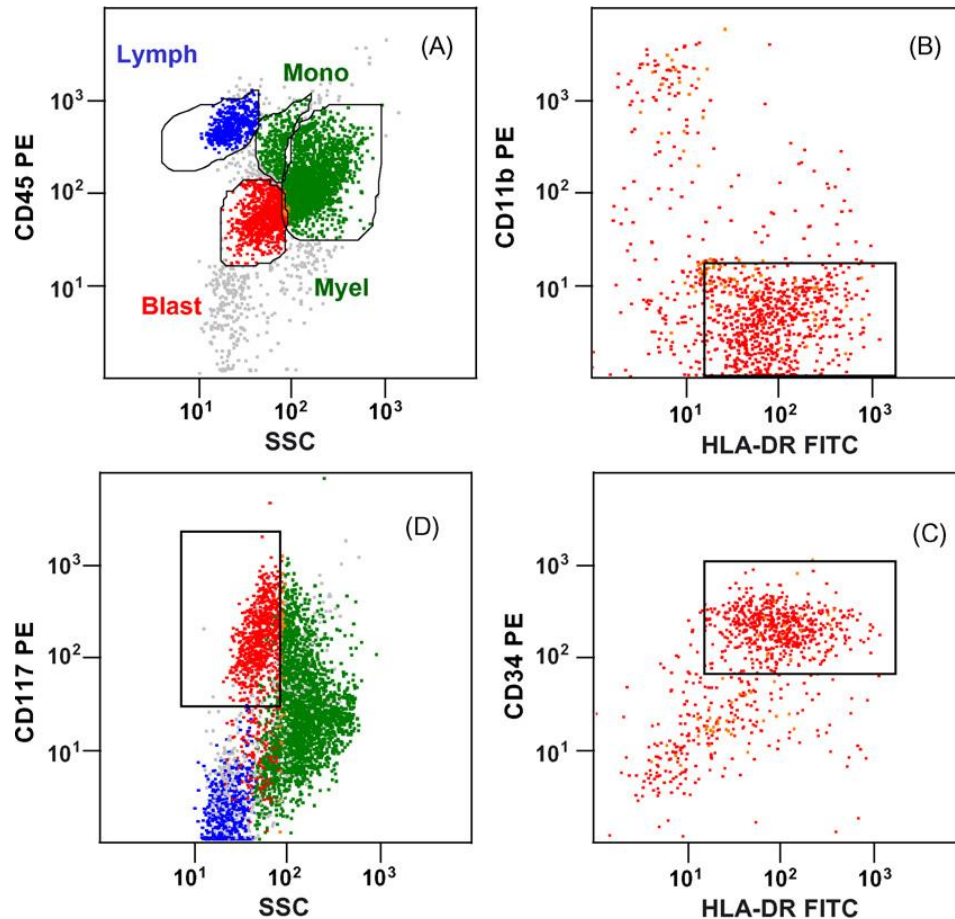 (A)
Lymph
Mono
10³
10²
10¹
CD45 PE
Blast
Myel
10¹ 10² 10³
SSC
(B)
10³
10²
10¹
CD11b PE
10¹ 10² 10³
HLA-DR FITC
(D)
10³
10²
10¹
CD117 PE
10¹ 10² 10³
SSC
(C)
10³
10²
10¹
CD34 PE
10¹ 10² 10³
HLA-DR FITC